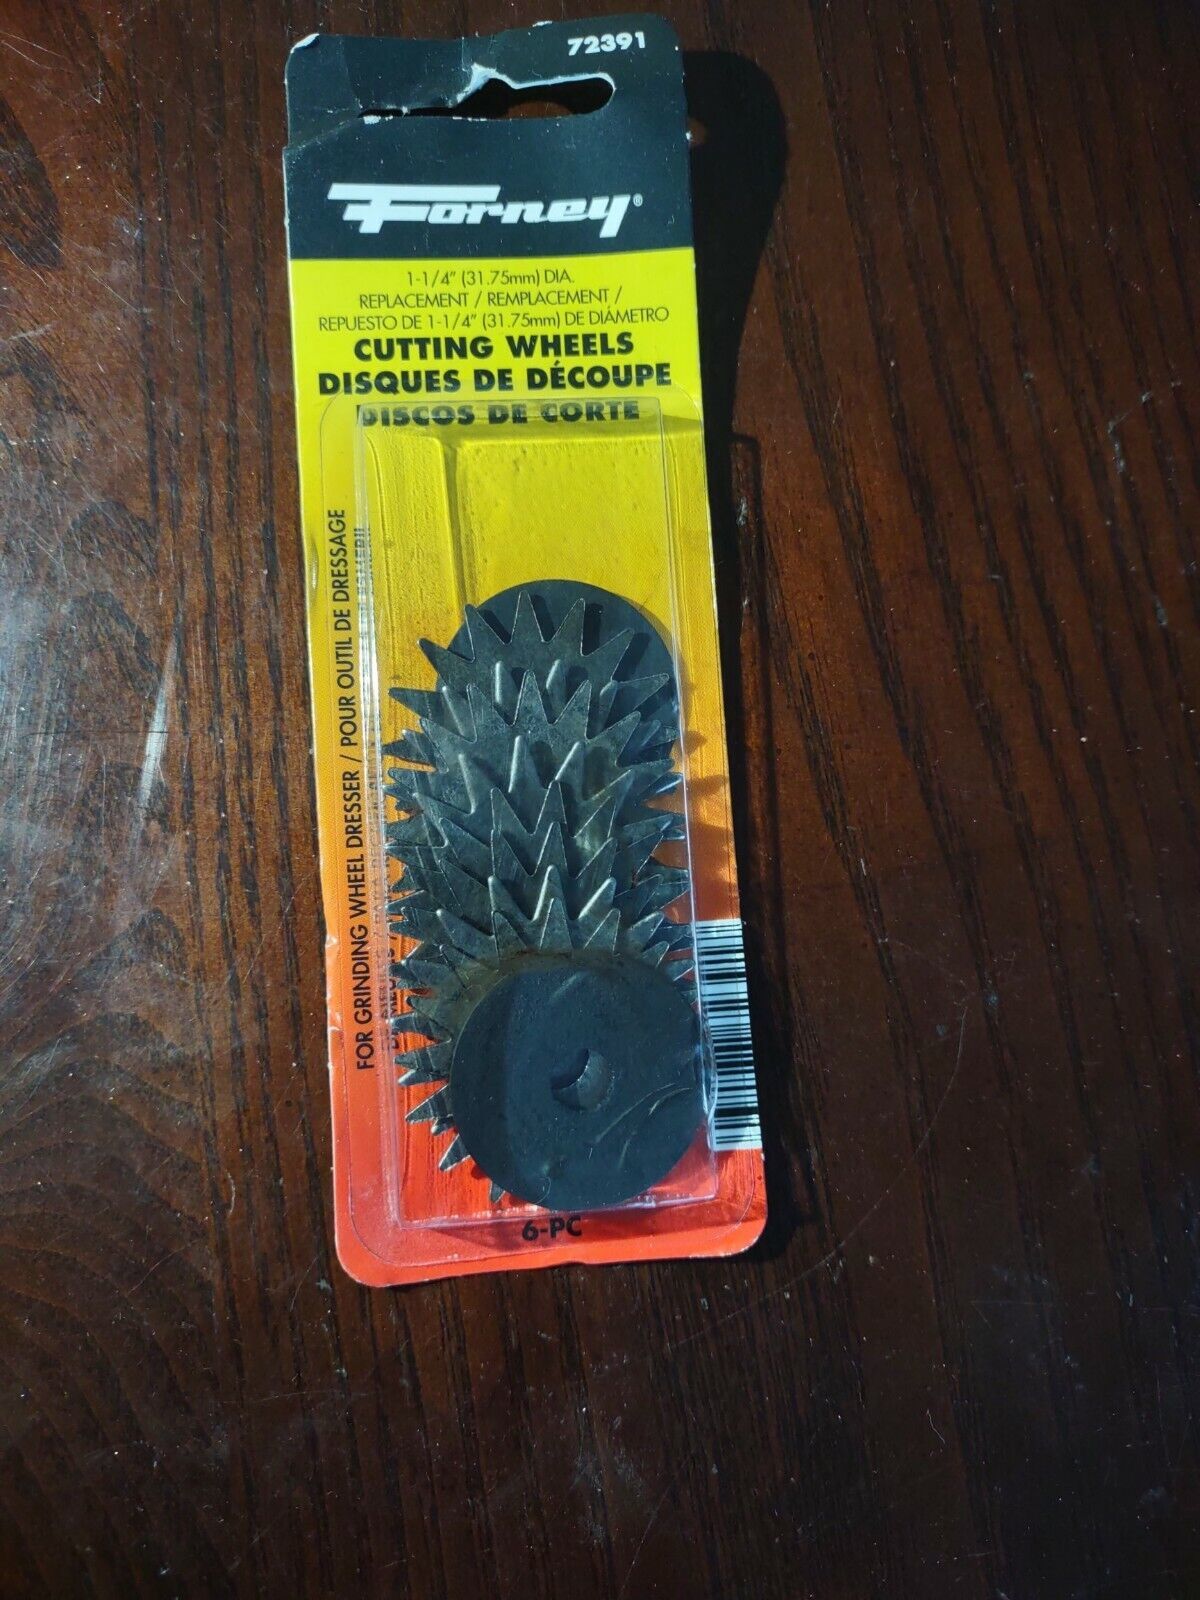 72391
Forney®
1-1/4" (31.75mm) DIA.
REPLACEMENT / REMPLACEMENT /
REPUESTO DE 1-1/4" (31.75mm) DE DIÁMETRO
CUTTING WHEELS
DISQUES DE DÉCOUPE
DISCOS DE CORTE
FOR GRINDING WHEEL DRESSER / POUR OUTIL DE DRESSAGE
6-PC